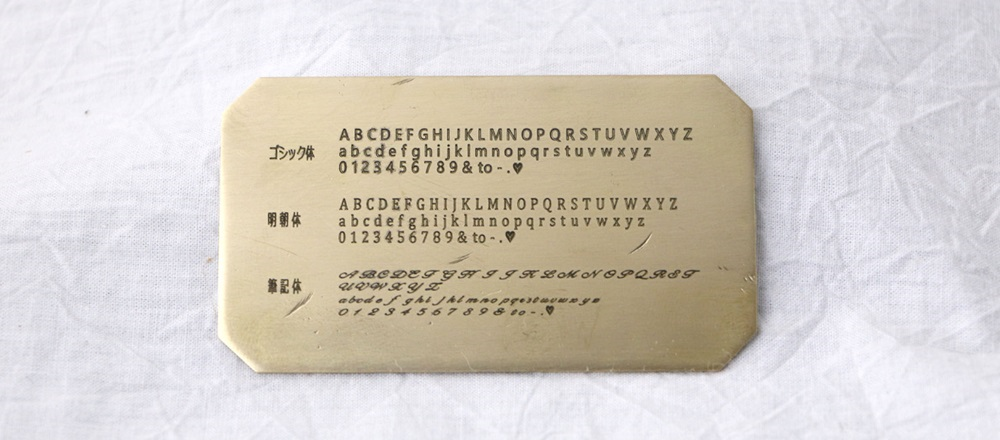 ゴシック体
ABCDEFGHIJKLMNOPQRSTUVWXYZ
abcdefghijklmnopqrstuvwxyz
0123456789& to -.♥
明朝体
ABCDEFGHIJKLMNOPQRSTUVWXYZ
abcdefghijklmnopqrstuvwxyz
0123456789& to -.♥
筆記体
ABCDEFGHIJKLMNOPQRST
UVWXYZ
abcdefghijklmnopqrstuvwxyz
0123456789& to -.♥